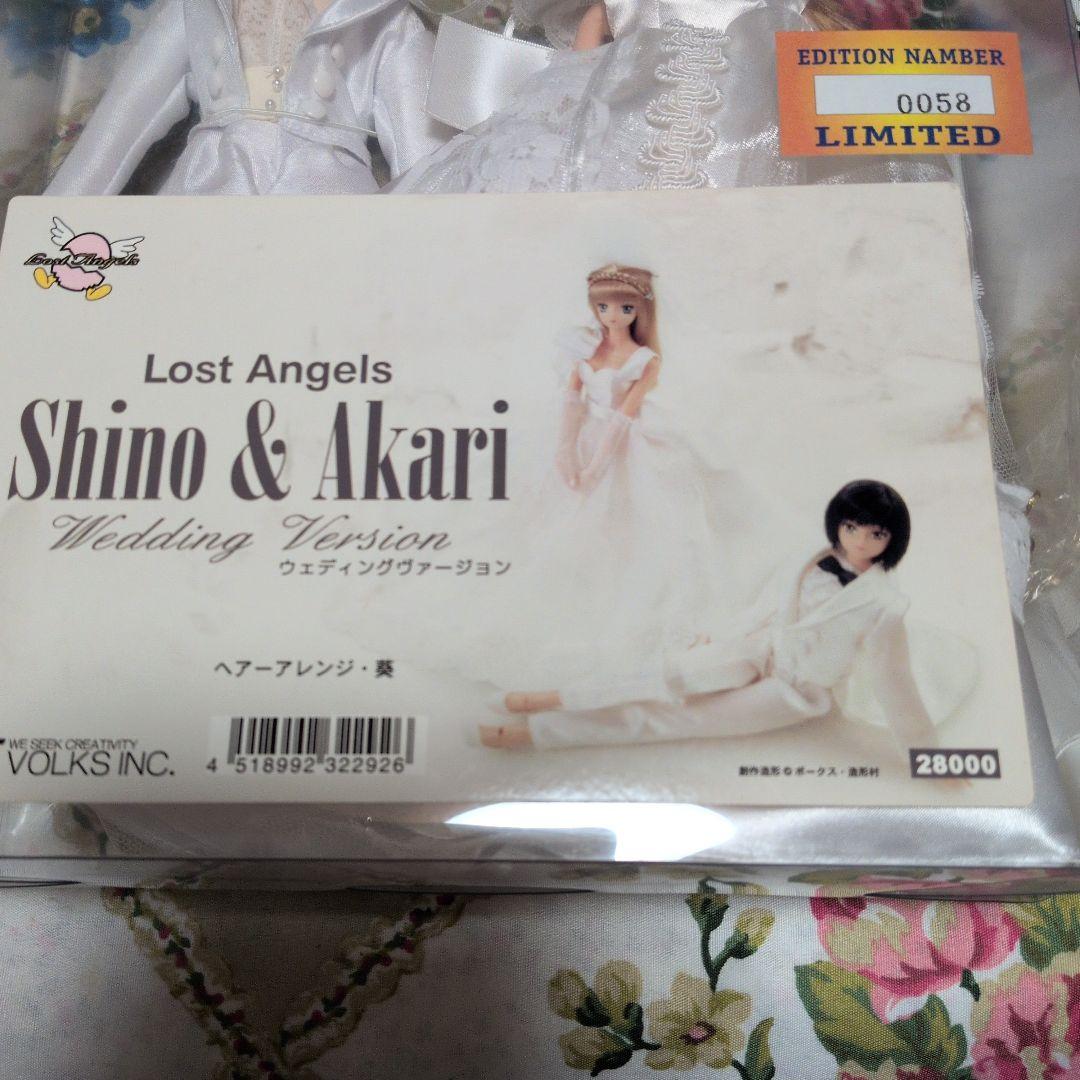 EDITION NAMBER
0058
LIMITED
Lost Angels
Lost Angels
Shino & Akari
Wedding Version
ウェディングヴァージョン
ヘアーアレンジ・葵
4 518992 322926
WE SEEK CREATIVITY
VOLKS INC.
創作造形©ボークス・造形村
28000